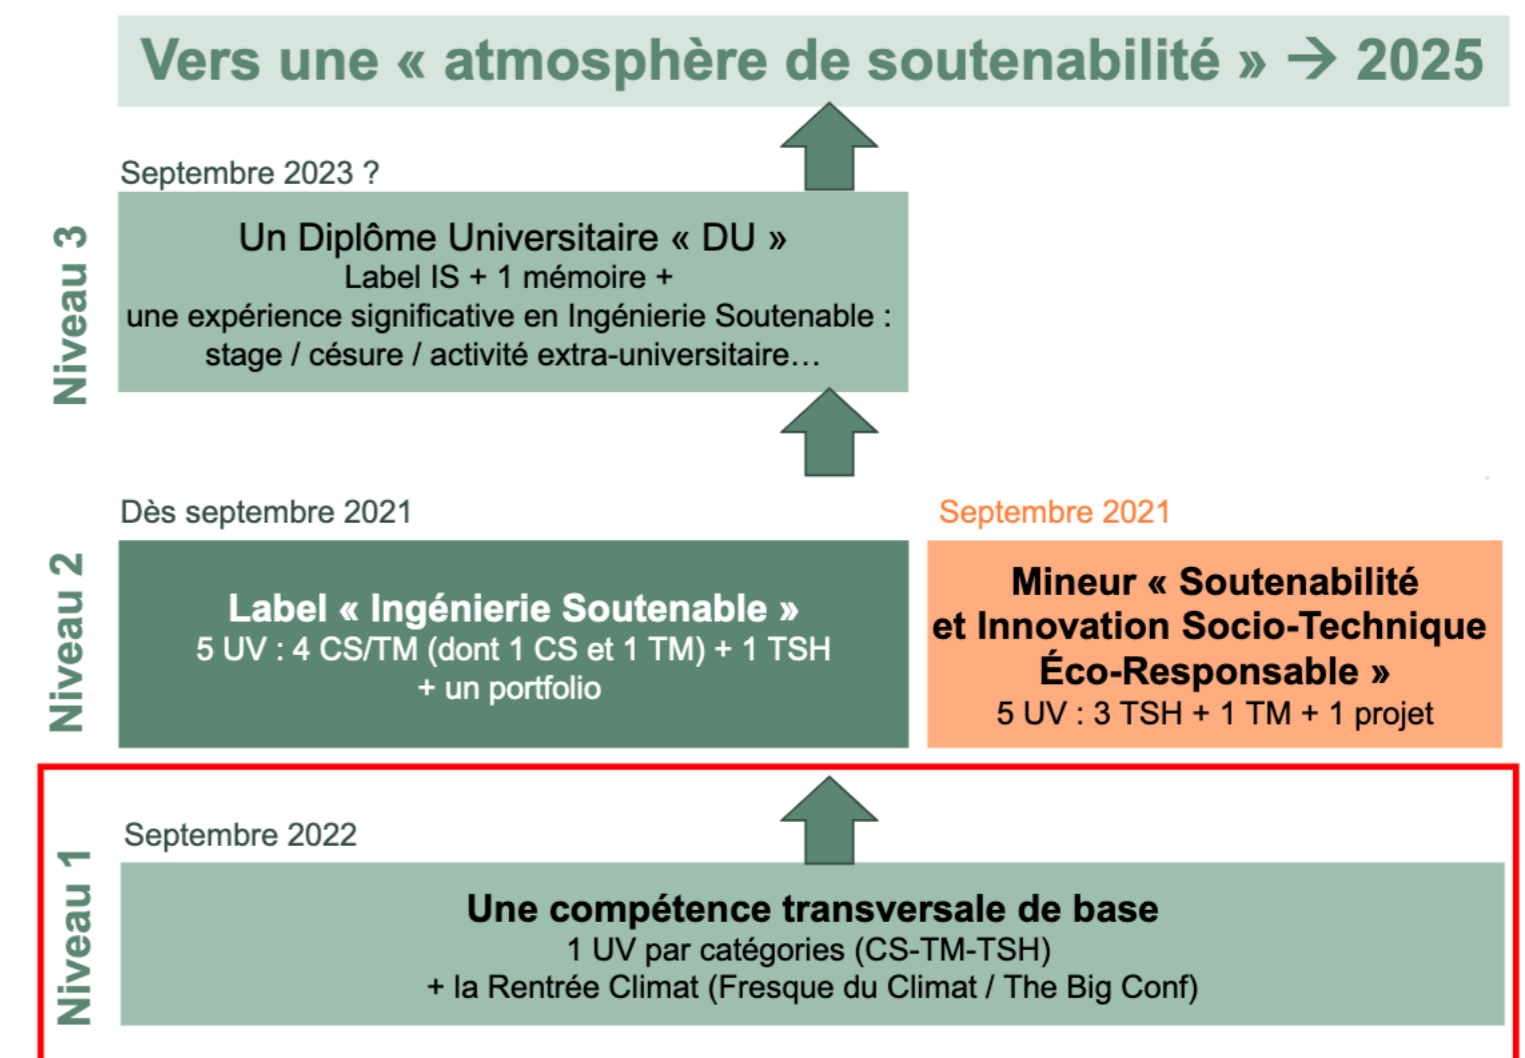 Vers une « atmosphère de soutenabilité » → 2025
Septembre 2023 ?
Niveau 3
Un Diplôme Universitaire « DU »
Label IS + 1 mémoire +
une expérience significative en Ingénierie Soutenable :
stage / césure / activité extra-universitaire…
Dès septembre 2021
Niveau 2
Label « Ingénierie Soutenable »
5 UV : 4 CS/TM (dont 1 CS et 1 TM) + 1 TSH
+ un portfolio
Septembre 2021
Mineur « Soutenabilité
et Innovation Socio-Technique
Éco-Responsable »
5 UV : 3 TSH + 1 TM + 1 projet
Septembre 2022
Niveau 1
Une compétence transversale de base
1 UV par catégories (CS-TM-TSH)
+ la Rentrée Climat (Fresque du Climat / The Big Conf)